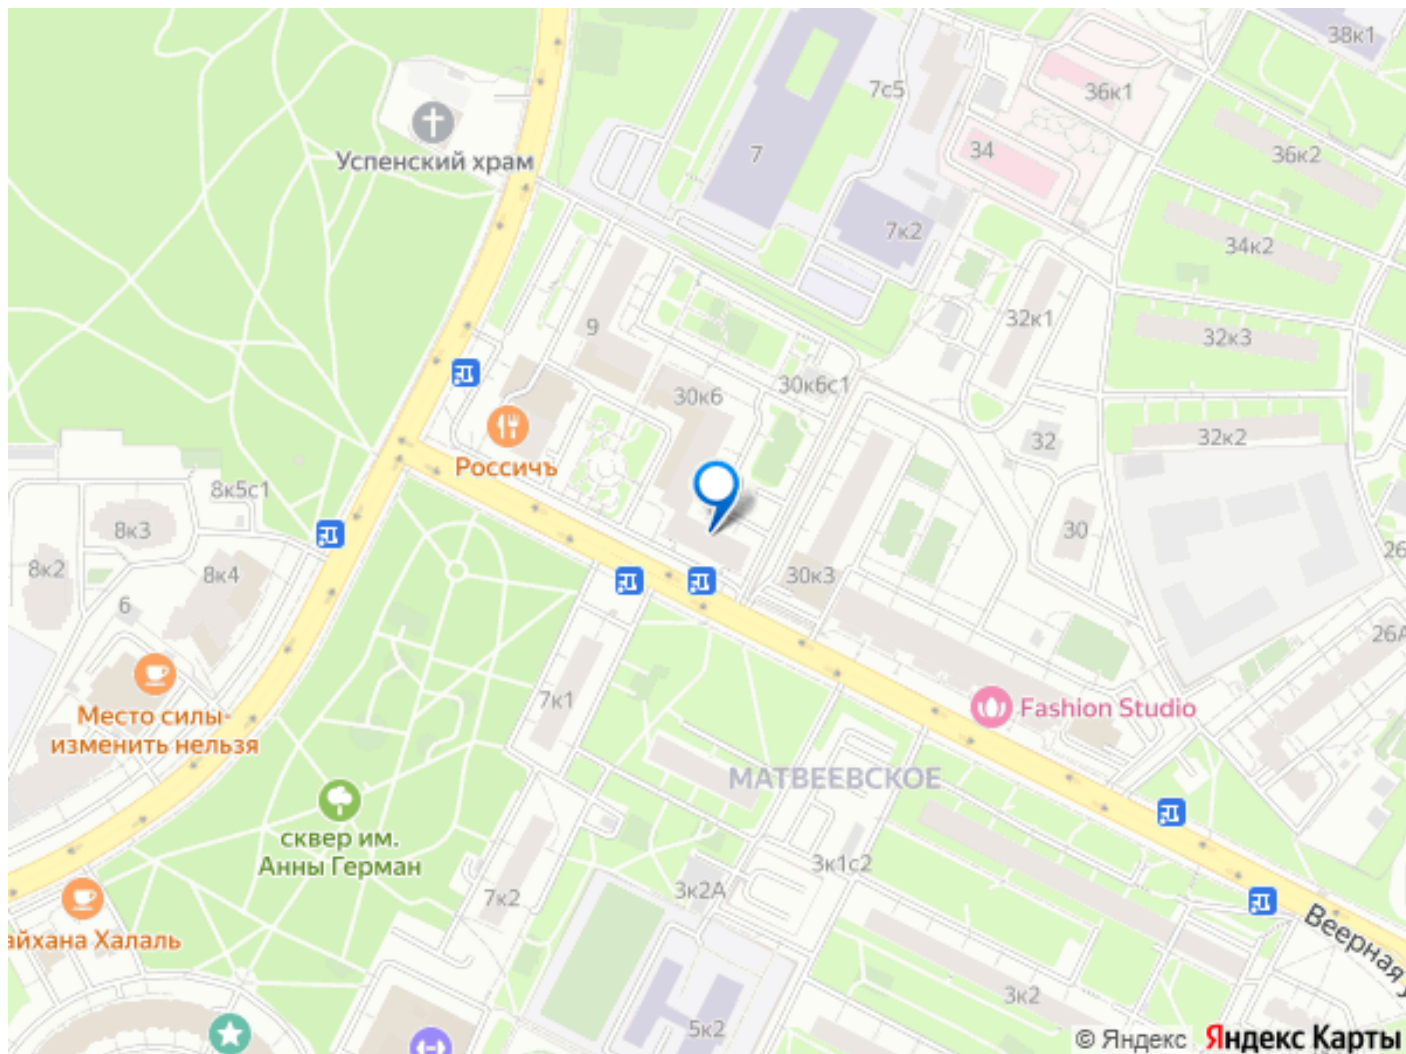 38к1
7с5
36к1
Успенский храм
7
34
36к2
7к2
34к2
9
32к1
32к3
30к6
30к6с1
Россичъ
32
32к2
8к5с1
8к3
30
26
8к2
8к4
30к3
6
26А
7к1
Место силы-
изменить нельзя
Fashion Studio
МАТВЕЕВСКОЕ
сквер им.
Анны Герман
3к1с2
7к2
3к2А
айхана Халаль
Веерная у
3к2
5к2
© Яндекс Яндекс Карты